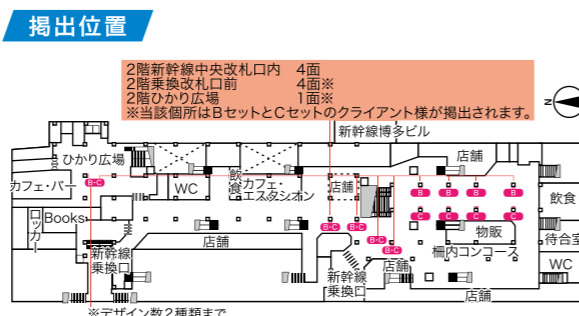 掲出位置
2階新幹線中央改札口内 4面
2階乗換改札口前 4面※
2階ひかり広場 1面※
※当該個所はBセットとCセットのクライアント様が掲出されます。
N
新幹線博多ビル
ひかり広場
店舗
カフェ・バー
B・C
WC
飲食
カフェ・エスタシオン
店舗
B
B
B
B
飲食
ロッカー
Books
C
C
C
C
店舗
B・C
B・C
物販
待合室
B・C
B・C
柵内コンコース
新幹線
乗換口
新幹線
乗換口
店舗
WC
店舗
※デザイン数2種類まで